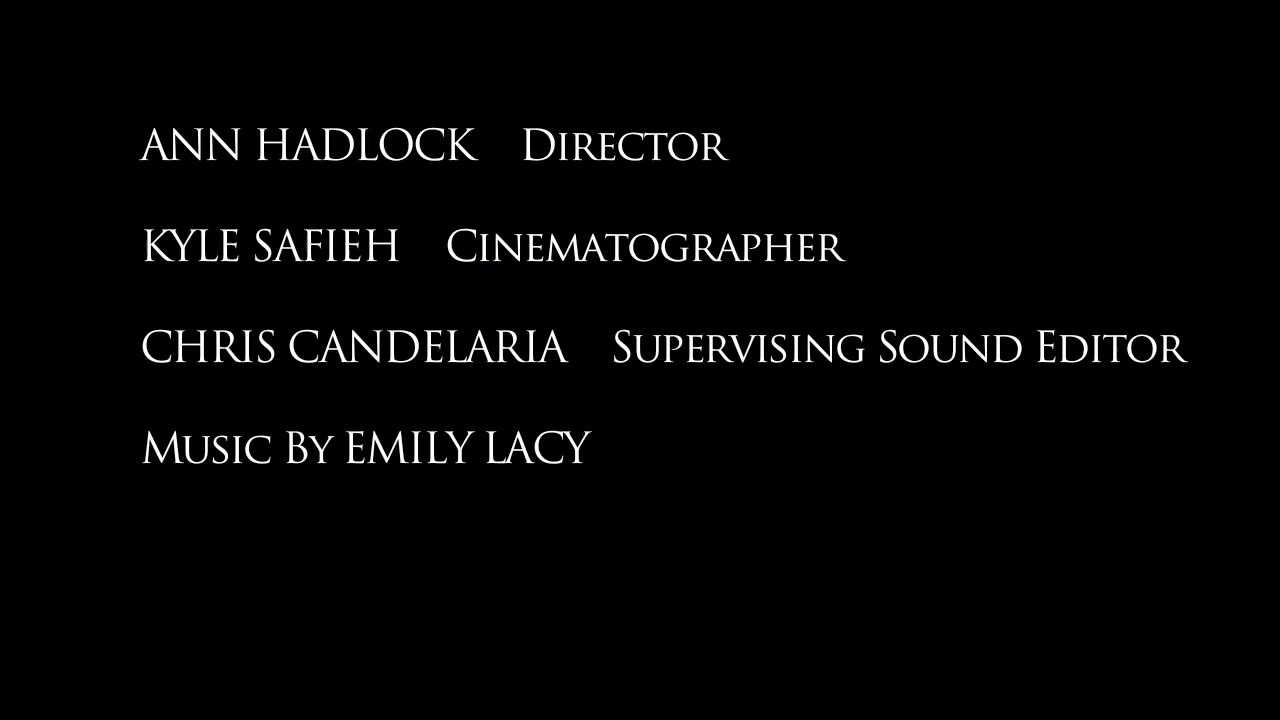 ANN HADLOCK Director
KYLE SAFIEH Cinematographer
CHRIS CANDELARIA Supervising Sound Editor
Music By EMILY LACY